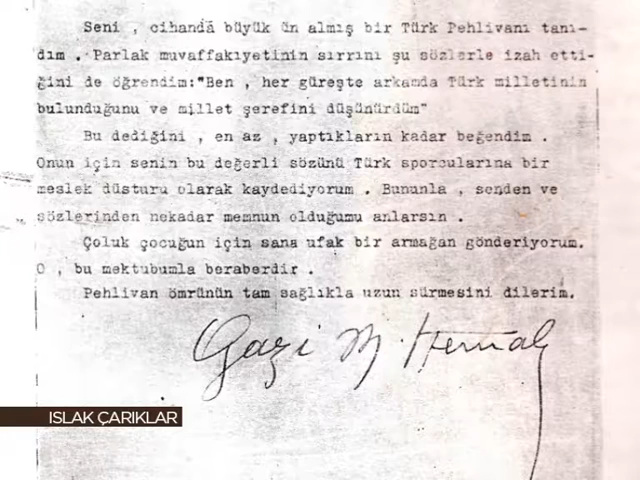 Seni , cihanda büyük ün almış bir Türk Pehlivanı tanı-
dım . Parlak muvaffakıyetinin sırrını şu sözlerle izah etti-
ğini de öğrendim:"Ben , her güreşte arkamda Türk milletinin
bulunduğunu ve millet şerefini düşünürdüm"
Bu dediğini , en az , yaptıkların kadar beğendim .
Onun için senin bu değerli sözünü Türk sporcularına bir
meslek düsturu olarak kaydediyorum . Bununla , senden ve
sözlerinden nekadar memnun olduğumu anlarsın .
Çoluk çocuğun için sana ufak bir armağan gönderiyorum.
O , bu mektubumla beraberdir .
Pehlivan ömrünün tam sağlıkla uzun sürmesini dilerim.
Gazi M. Kemal
ISLAK ÇARIKLAR